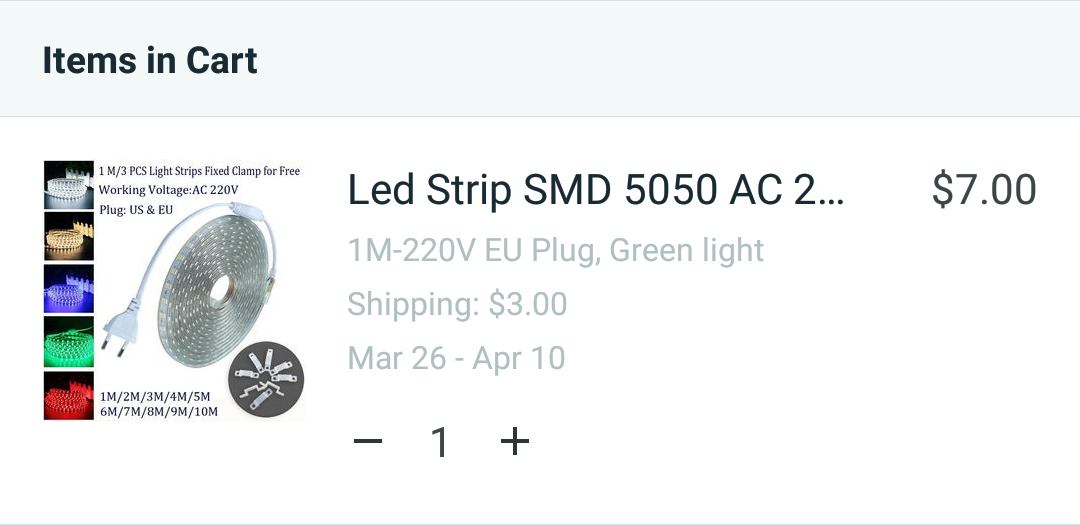 Items in Cart
1 M/3 PCS Light Strips Fixed Clamp for Free
Working Voltage:AC 220V
Plug: US & EU
1M/2M/3M/4M/5M
6M/7M/8M/9M/10M
Led Strip SMD 5050 AC 2...
$7.00
1M-220V EU Plug, Green light
Shipping: $3.00
Mar 26 - Apr 10
1